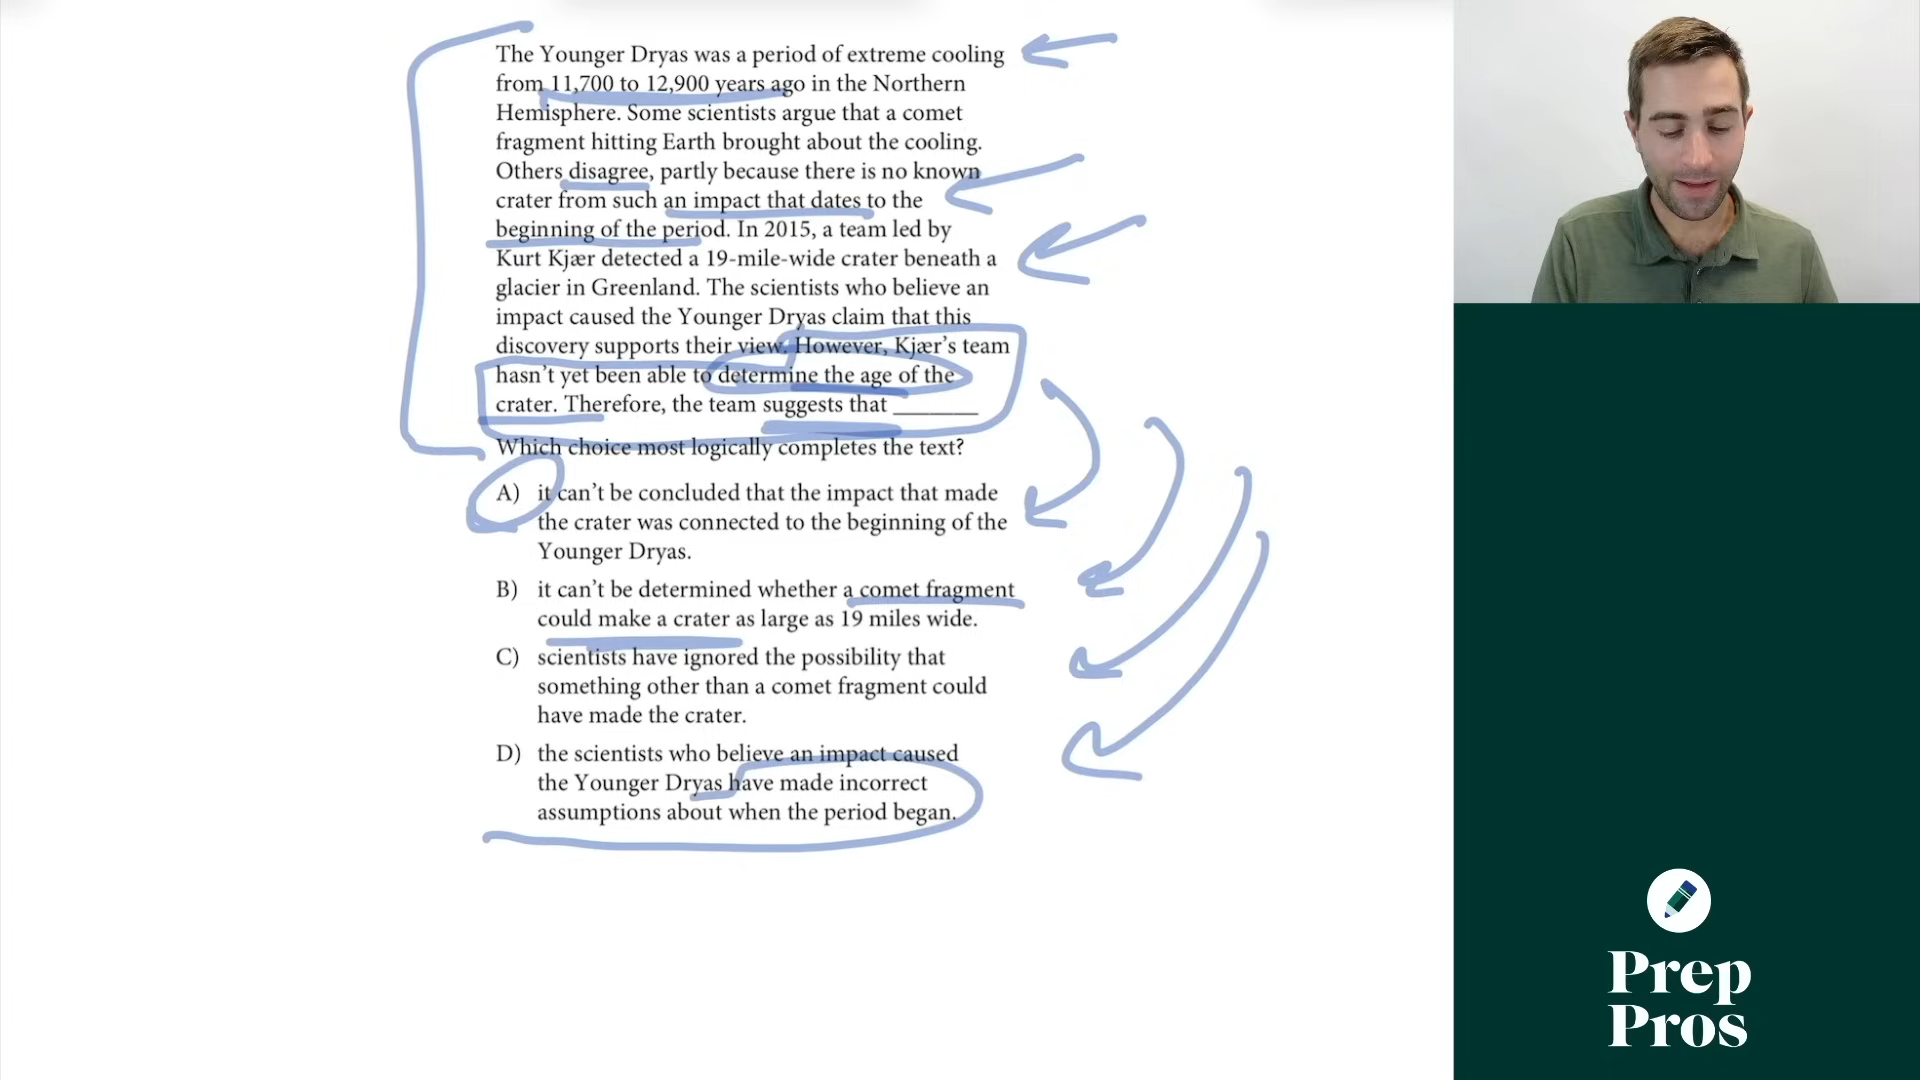 The Younger Dryas was a period of extreme cooling
from 11,700 to 12,900 years ago in the Northern
Hemisphere. Some scientists argue that a comet
fragment hitting Earth brought about the cooling.
Others disagree, partly because there is no known
crater from such an impact that dates to the
beginning of the period. In 2015, a team led by
Kurt Kjær detected a 19-mile-wide crater beneath a
glacier in Greenland. The scientists who believe an
impact caused the Younger Dryas claim that this
discovery supports their view. However, Kjær’s team
hasn’t yet been able to determine the age of the
crater. Therefore, the team suggests that _______
Which choice most logically completes the text?
A) it can’t be concluded that the impact that made
the crater was connected to the beginning of the
Younger Dryas.
B) it can’t be determined whether a comet fragment
could make a crater as large as 19 miles wide.
C) scientists have ignored the possibility that
something other than a comet fragment could
have made the crater.
D) the scientists who believe an impact caused
the Younger Dryas have made incorrect
assumptions about when the period began.
Prep
Pros